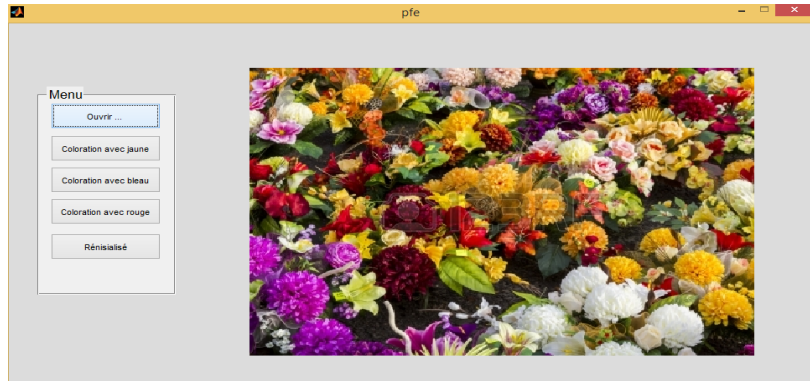 pfe
Menu
Ouvrir ...
Coloration avec jaune
Coloration avec bleau
Coloration avec rouge
Rénisialisé